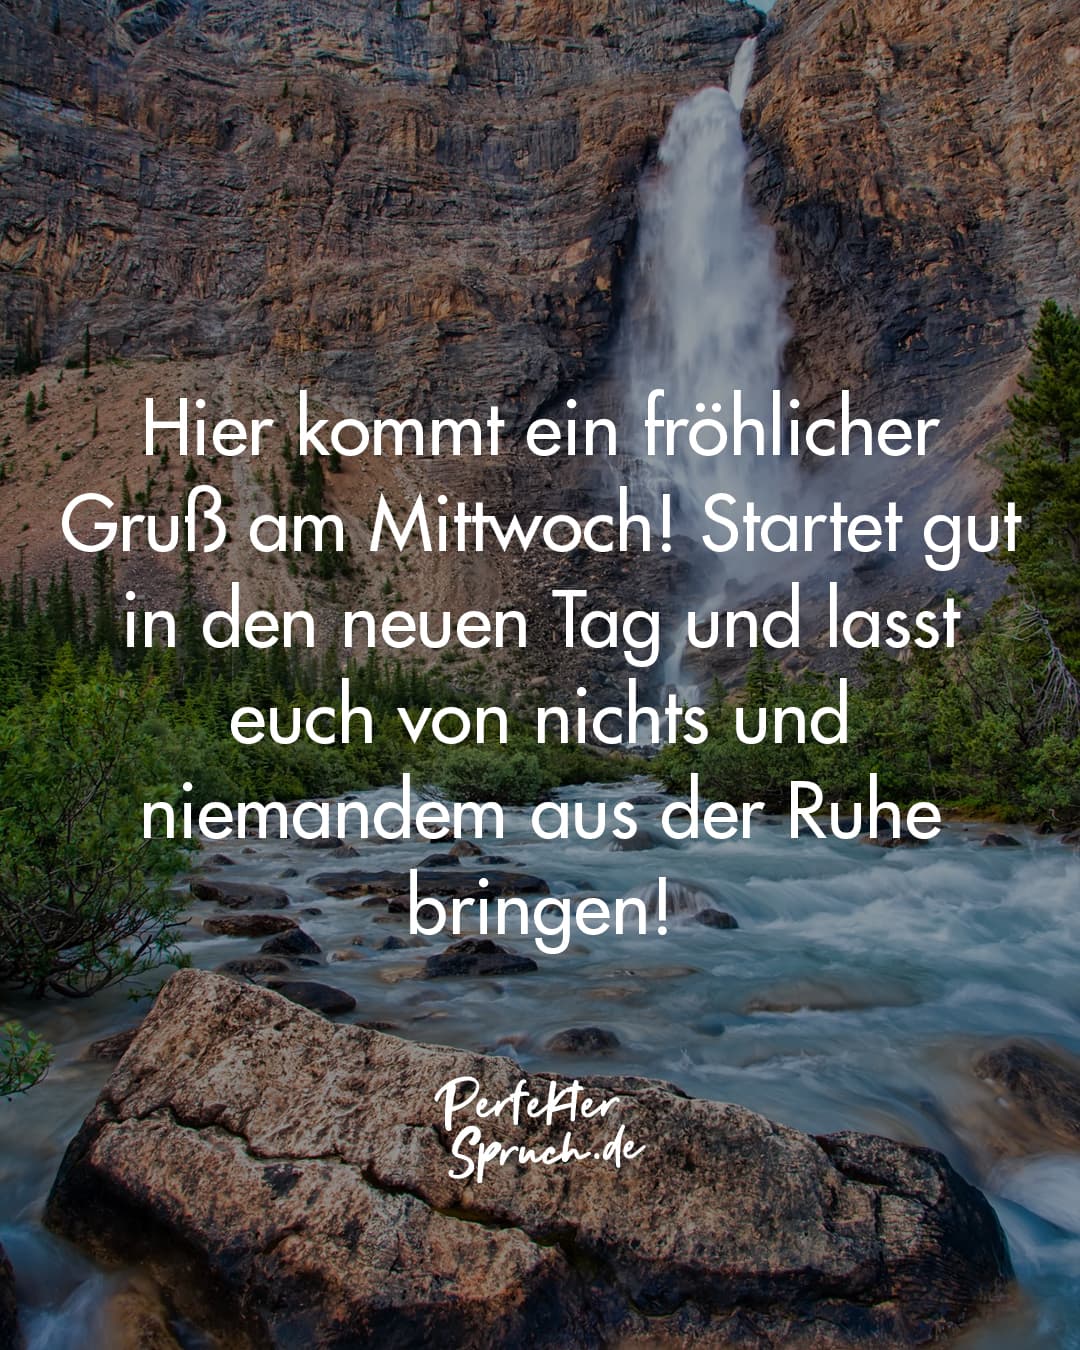 Hier kommt ein fröhlicher
Gruß am Mittwoch! Startet gut
in den neuen Tag und lasst
euch von nichts und
niemandem aus der Ruhe
bringen!
Perfekter
Spruch.de